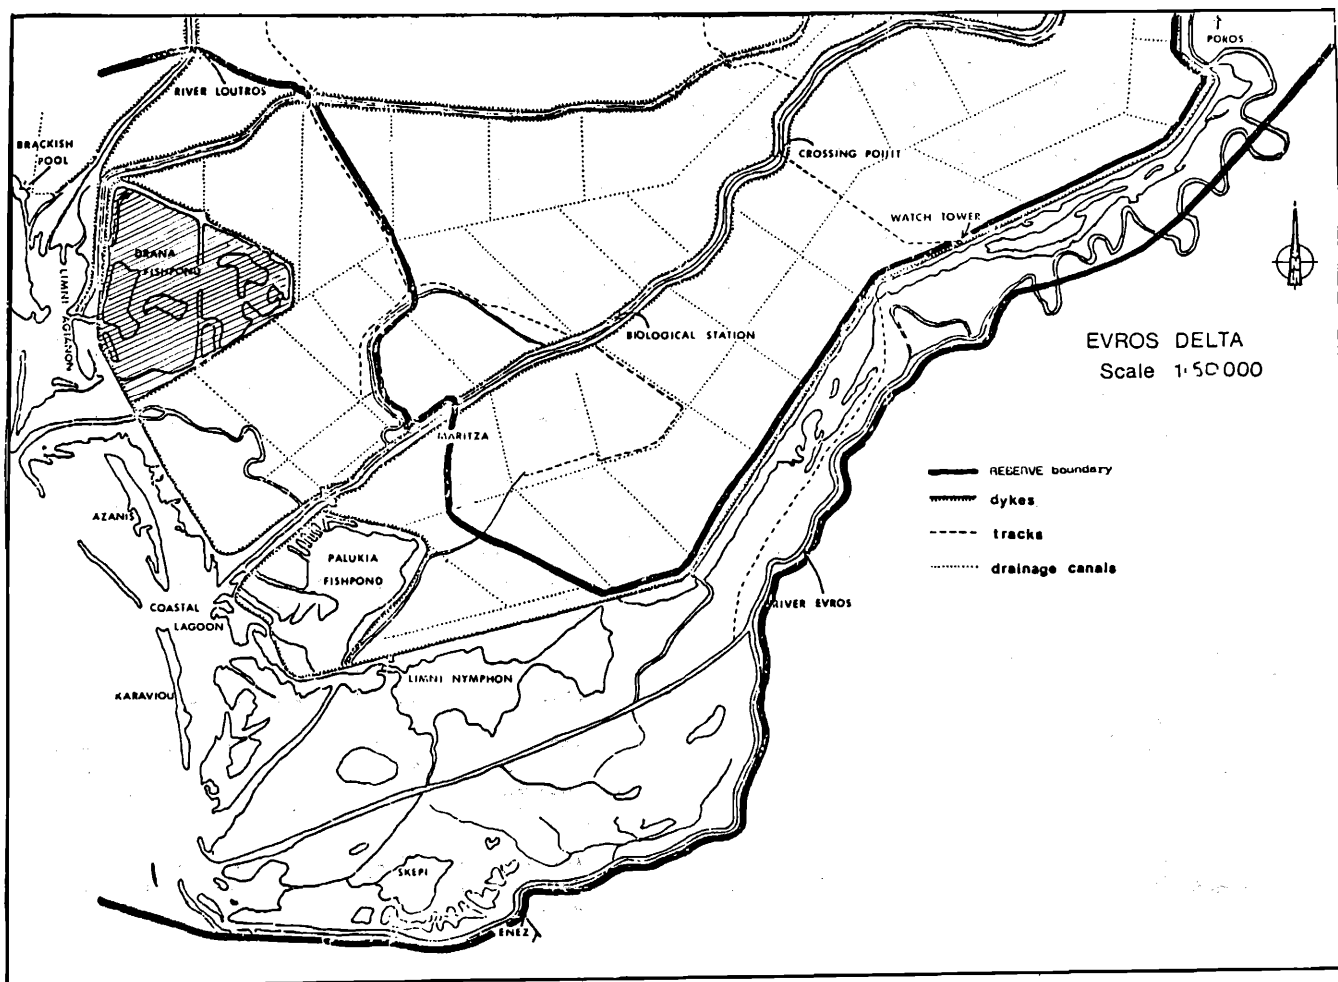 POROS
RIVER LOUTROS
BRACKISH
POOL
CROSSING POINT
WATCH TOWER
DRANA
FISHPOND
LIMNI AGIANON
BIOLOGICAL STATION
EVROS DELTA
Scale 1:50000
MARITZA
RESERVE boundary
dykes
tracks
drainage canals
AZANIS
PALUKIA
FISHPOND
COASTAL
LAGOON
RIVER EVROS
LIMNI NYMPHON
KARAVIOU
SKEPI
ENEZ